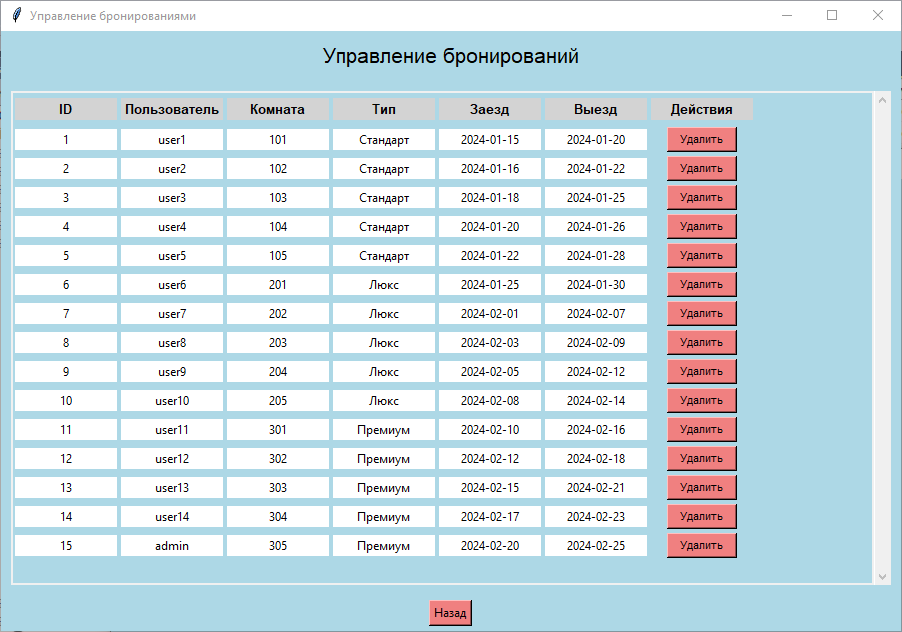 Управление бронированиями
Управление бронирований
ID Пользователь Комната Тип Заезд Выезд Действия
1 user1 101 Стандарт 2024-01-15 2024-01-20 Удалить
2 user2 102 Стандарт 2024-01-16 2024-01-22 Удалить
3 user3 103 Стандарт 2024-01-18 2024-01-25 Удалить
4 user4 104 Стандарт 2024-01-20 2024-01-26 Удалить
5 user5 105 Стандарт 2024-01-22 2024-01-28 Удалить
6 user6 201 Люкс 2024-01-25 2024-01-30 Удалить
7 user7 202 Люкс 2024-02-01 2024-02-07 Удалить
8 user8 203 Люкс 2024-02-03 2024-02-09 Удалить
9 user9 204 Люкс 2024-02-05 2024-02-12 Удалить
10 user10 205 Люкс 2024-02-08 2024-02-14 Удалить
11 user11 301 Премиум 2024-02-10 2024-02-16 Удалить
12 user12 302 Премиум 2024-02-12 2024-02-18 Удалить
13 user13 303 Премиум 2024-02-15 2024-02-21 Удалить
14 user14 304 Премиум 2024-02-17 2024-02-23 Удалить
15 admin 305 Премиум 2024-02-20 2024-02-25 Удалить
Назад